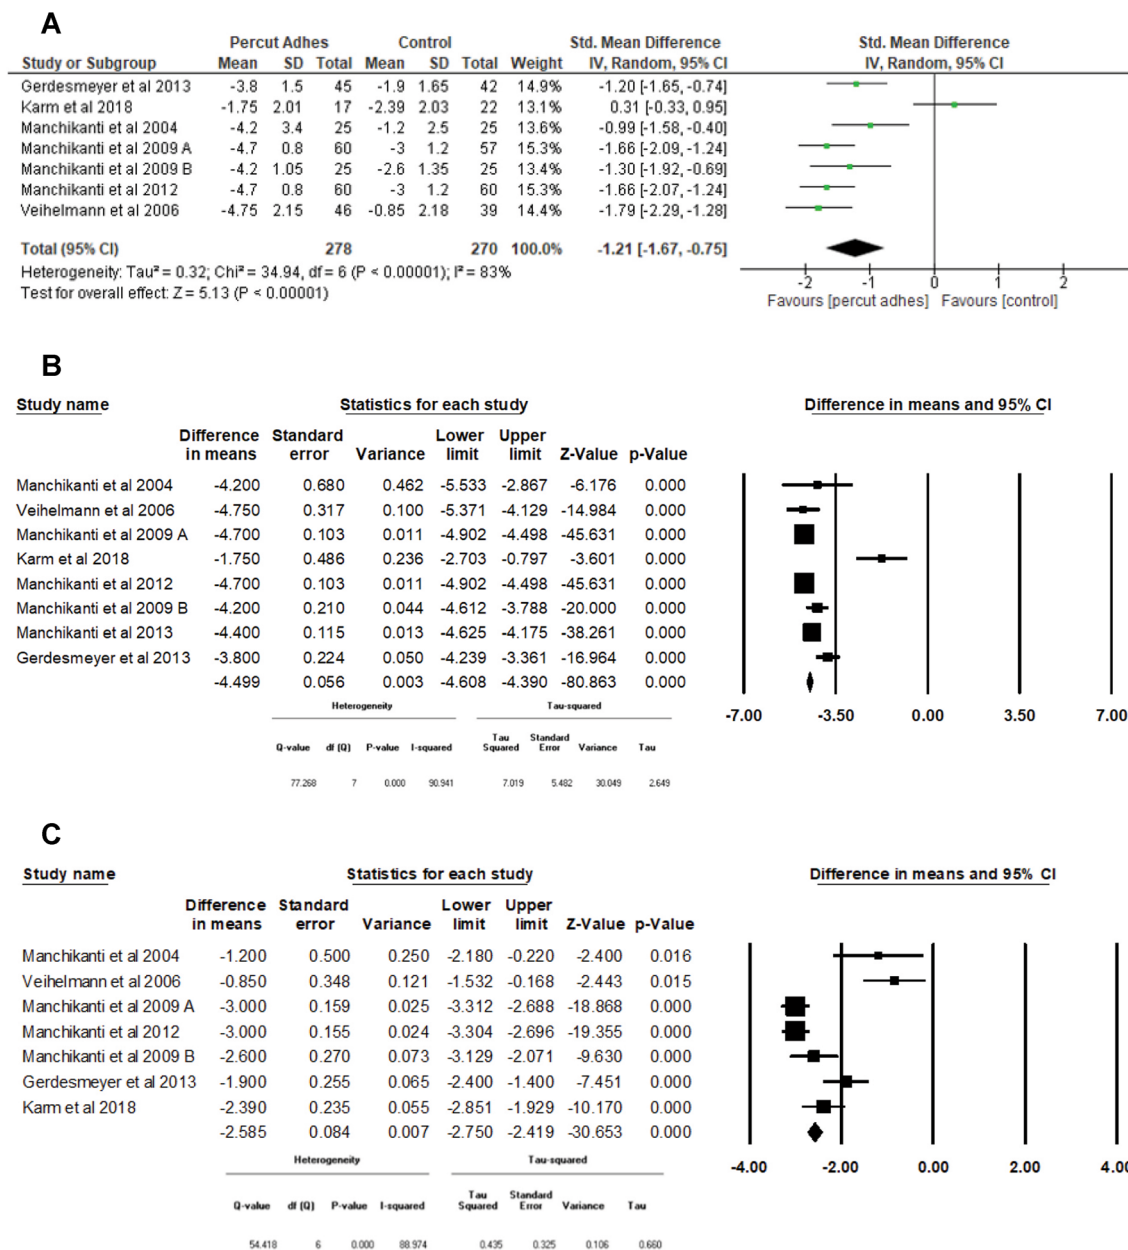 A
Percut Adhes Control Std. Mean Difference Std. Mean Difference
Study or Subgroup Mean SD Total Mean SD Total Weight IV, Random, 95% CI IV, Random, 95% CI
Gerdesmeyer et al 2013 -3.8 1.5 45 -1.9 1.65 42 14.9% -1.20 [-1.65, -0.74]
Karm et al 2018 -1.75 2.01 17 -2.39 2.03 22 13.1% 0.31 [-0.33, 0.95]
Manchikanti et al 2004 -4.2 3.4 25 -1.2 2.5 25 13.6% -0.99 [-1.58, -0.40]
Manchikanti et al 2009 A -4.7 0.8 60 -3 1.2 57 15.3% -1.66 [-2.09, -1.24]
Manchikanti et al 2009 B -4.2 1.05 25 -2.6 1.35 25 13.4% -1.30 [-1.92, -0.69]
Manchikanti et al 2012 -4.7 0.8 60 -3 1.2 60 15.3% -1.66 [-2.07, -1.24]
Veihelmann et al 2006 -4.75 2.15 46 -0.85 2.18 39 14.4% -1.79 [-2.29, -1.28]
Total (95% CI) 278 270 100.0% -1.21 [-1.67, -0.75]
Heterogeneity: Tau² = 0.32; Chi² = 34.94, df = 6 (P < 0.00001); I² = 83%
Test for overall effect: Z = 5.13 (P < 0.00001)
-2 -1 0 1 2
Favours [percut adhes] Favours [control]
B
Study name Statistics for each study Difference in means and 95% CI
Difference Standard Lower Upper
in means error Variance limit limit Z-Value p-Value
Manchikanti et al 2004 -4.200 0.680 0.462 -5.533 -2.867 -6.176 0.000
Veihelmann et al 2006 -4.750 0.317 0.100 -5.371 -4.129 -14.984 0.000
Manchikanti et al 2009 A -4.700 0.103 0.011 -4.902 -4.498 -45.631 0.000
Karm et al 2018 -1.750 0.486 0.236 -2.703 -0.797 -3.601 0.000
Manchikanti et al 2012 -4.700 0.103 0.011 -4.902 -4.498 -45.631 0.000
Manchikanti et al 2009 B -4.200 0.210 0.044 -4.612 -3.788 -20.000 0.000
Manchikanti et al 2013 -4.400 0.115 0.013 -4.625 -4.175 -38.261 0.000
Gerdesmeyer et al 2013 -3.800 0.224 0.050 -4.239 -3.361 -16.964 0.000
-4.499 0.056 0.003 -4.608 -4.390 -80.863 0.000
-7.00 -3.50 0.00 3.50 7.00
Heterogeneity Tau-squared
Tau Standard
Q-value df (Q) P-value I-squared Squared Error Variance Tau
77.268 7 0.000 90.941 7.019 5.482 30.049 2.649
C
Study name Statistics for each study Difference in means and 95% CI
Difference Standard Lower Upper
in means error Variance limit limit Z-Value p-Value
Manchikanti et al 2004 -1.200 0.500 0.250 -2.180 -0.220 -2.400 0.016
Veihelmann et al 2006 -0.850 0.348 0.121 -1.532 -0.168 -2.443 0.015
Manchikanti et al 2009 A -3.000 0.159 0.025 -3.312 -2.688 -18.868 0.000
Manchikanti et al 2012 -3.000 0.155 0.024 -3.304 -2.696 -19.355 0.000
Manchikanti et al 2009 B -2.600 0.270 0.073 -3.129 -2.071 -9.630 0.000
Gerdesmeyer et al 2013 -1.900 0.255 0.065 -2.400 -1.400 -7.451 0.000
Karm et al 2018 -2.390 0.235 0.055 -2.851 -1.929 -10.170 0.000
-2.585 0.084 0.007 -2.750 -2.419 -30.653 0.000
-4.00 -2.00 0.00 2.00 4.00
Heterogeneity Tau-squared
Tau Standard
Q-value df (Q) P-value I-squared Squared Error Variance Tau
54.418 6 0.000 88.974 0.435 0.325 0.106 0.660